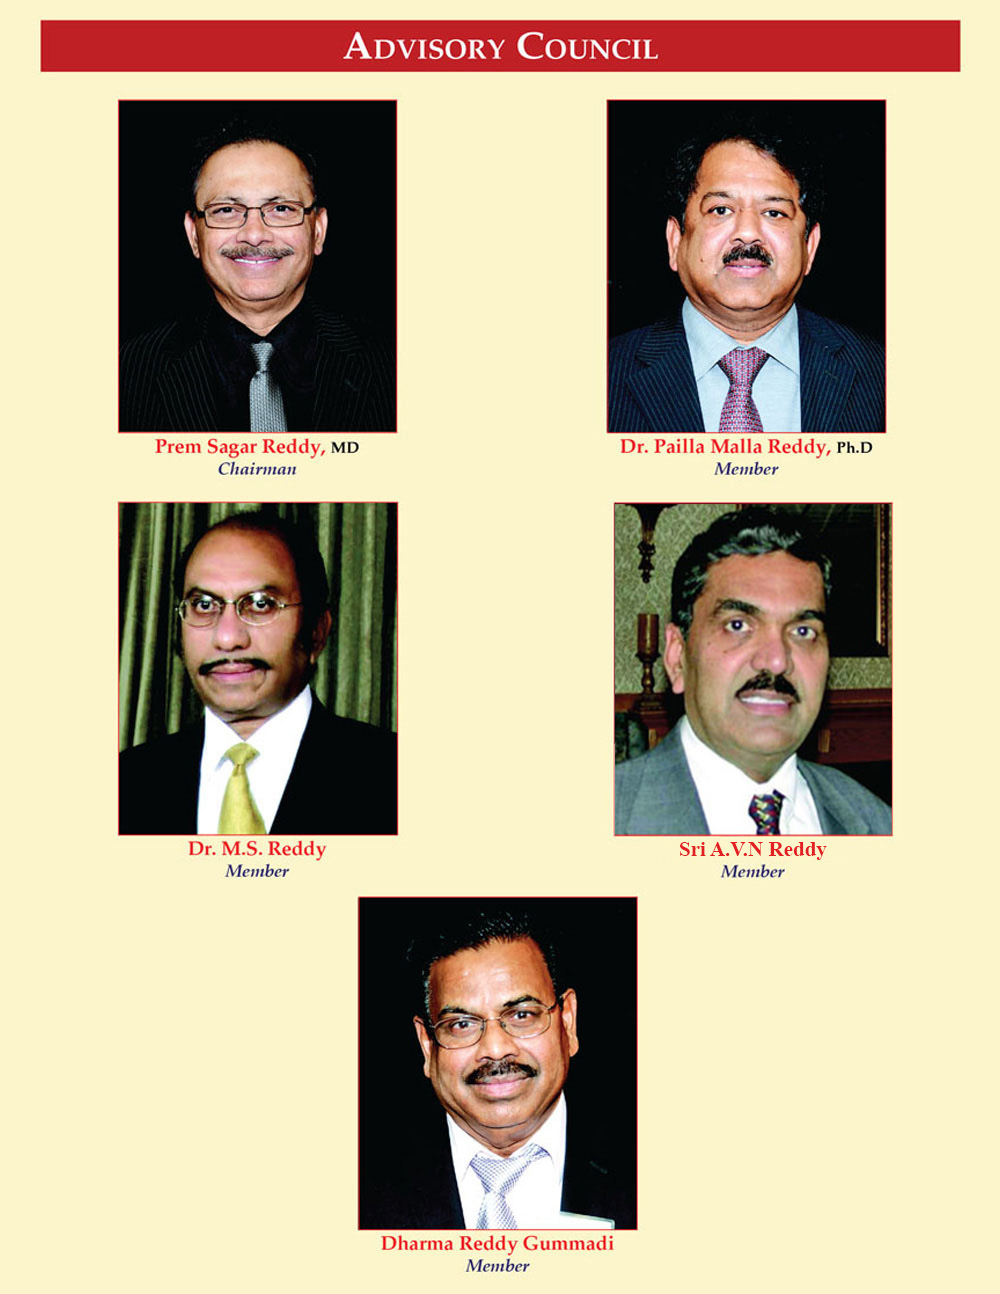 ADVISORY COUNCIL
Prem Sagar Reddy, MD
Chairman
Dr. Pailla Malla Reddy, Ph.D
Member
Dr. M.S. Reddy
Member
Sri A.V.N Reddy
Member
Dharma Reddy Gummadi
Member